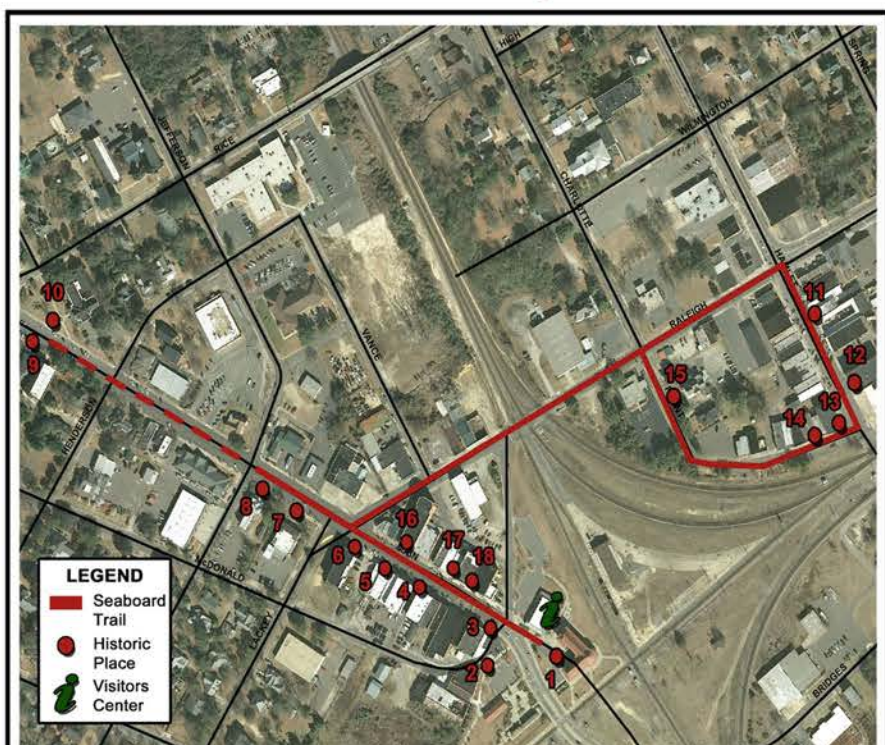 HIGH
SPRING
JEFFERSON
RICE
WILMINGTON
CHARLOTTE
10
11
RALEIGH
VANCE
9
12
15
13
HENDERSON
14
8
7
16
6
17
18
5
4
McDONALD
LEGEND
Seaboard
Trail
Historic
Place
Visitors
Center
LACKEY
3
2
1
BRIDGES